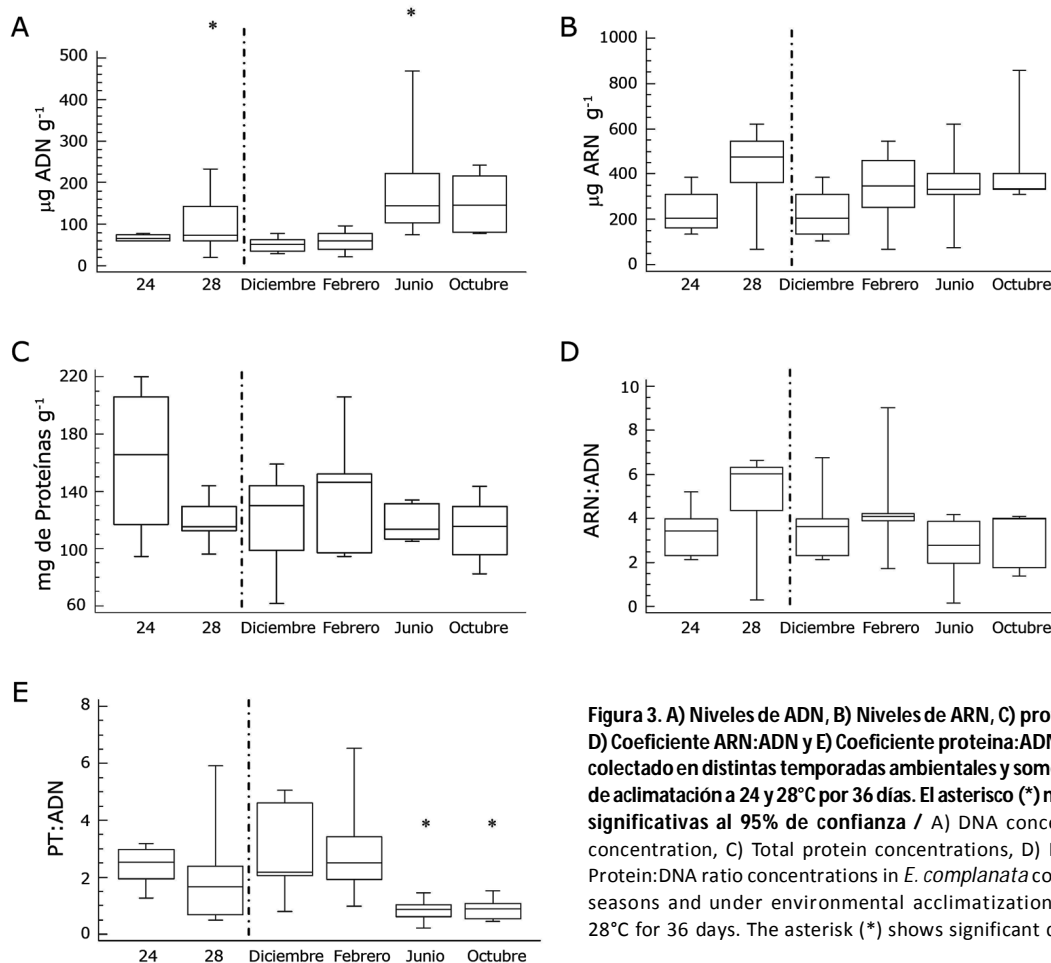 A
*
*
500
400
300
200
100
0
µg ADN g⁻¹
24 28 Diciembre Febrero Junio Octubre
B
1000
800
600
400
200
0
µg ARN g⁻¹
24 28 Diciembre Febrero Junio Octubre
C
220
180
140
100
60
mg de Proteínas g⁻¹
24 28 Diciembre Febrero Junio Octubre
D
10
8
6
4
2
0
ARN:ADN
24 28 Diciembre Febrero Junio Octubre
E
8
6
4
2
0
PT:ADN
*
*
24 28 Diciembre Febrero Junio Octubre
Figura 3. A) Niveles de ADN, B) Niveles de ARN, C) pro
D) Coeficiente ARN:ADN y E) Coeficiente proteina:ADN
colectado en distintas temporadas ambientales y some
de aclimatación a 24 y 28°C por 36 días. El asterisco (*) n
significativas al 95% de confianza / A) DNA conce
concentration, C) Total protein concentrations, D)
Protein:DNA ratio concentrations in E. complanata co
seasons and under environmental acclimatization
28°C for 36 days. The asterisk (*) shows significant